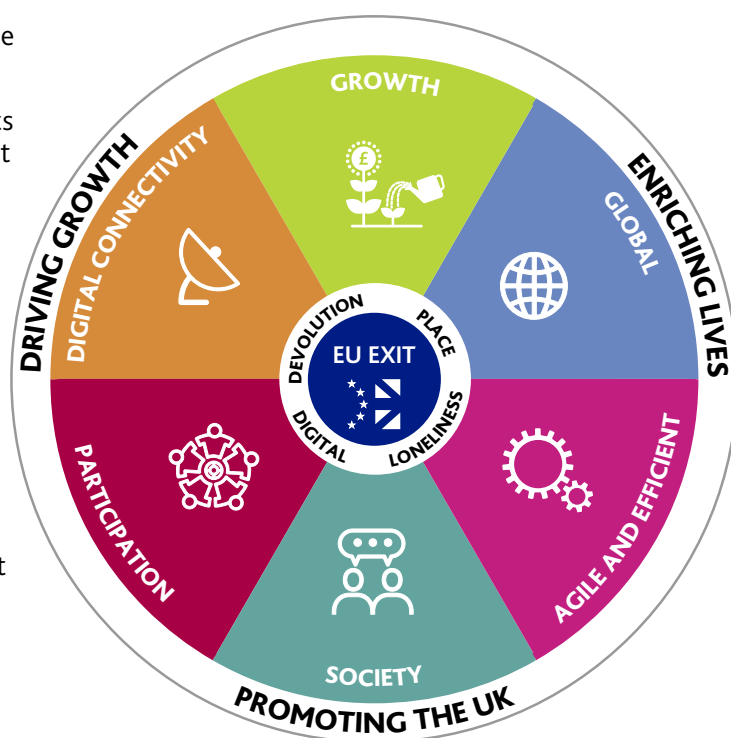 e
s
t
t
DRIVING GROWTH
ENRICHING LIVES
PROMOTING THE UK
GROWTH
£
GLOBAL
AGILE AND EFFICIENT
SOCIETY
PARTICIPATION
DIGITAL CONNECTIVITY
DEVOLUTION
PLACE
LONELINESS
DIGITAL
EU EXIT